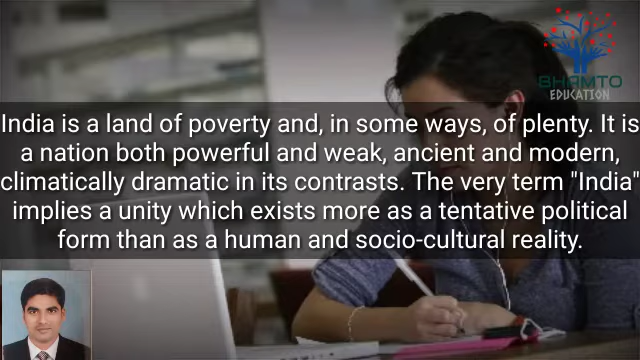 BHAMTO
EDUCATION
India is a land of poverty and, in some ways, of plenty. It is
a nation both powerful and weak, ancient and modern,
climatically dramatic in its contrasts. The very term "India"
implies a unity which exists more as a tentative political
form than as a human and socio-cultural reality.